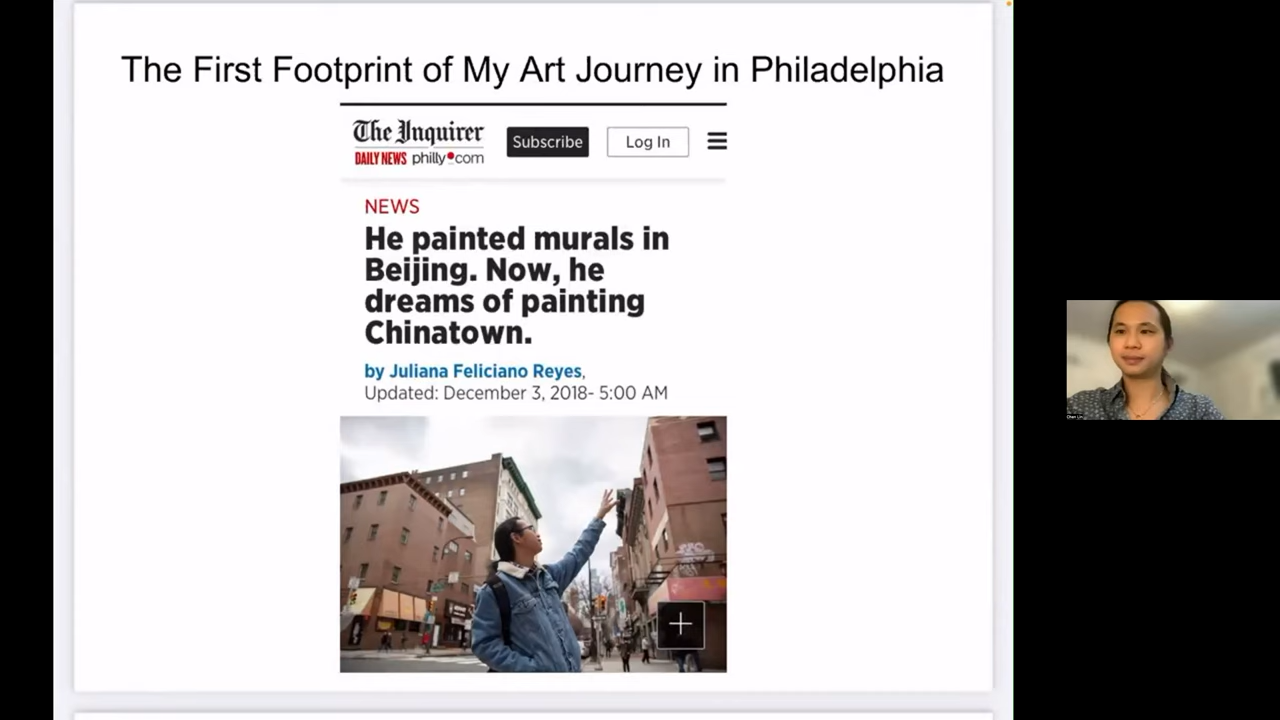 The First Footprint of My Art Journey in Philadelphia
The Inquirer
DAILY NEWS philly.com
Subscribe
Log In
NEWS
He painted murals in
Beijing. Now, he
dreams of painting
Chinatown.
by Juliana Feliciano Reyes,
Updated: December 3, 2018- 5:00 AM